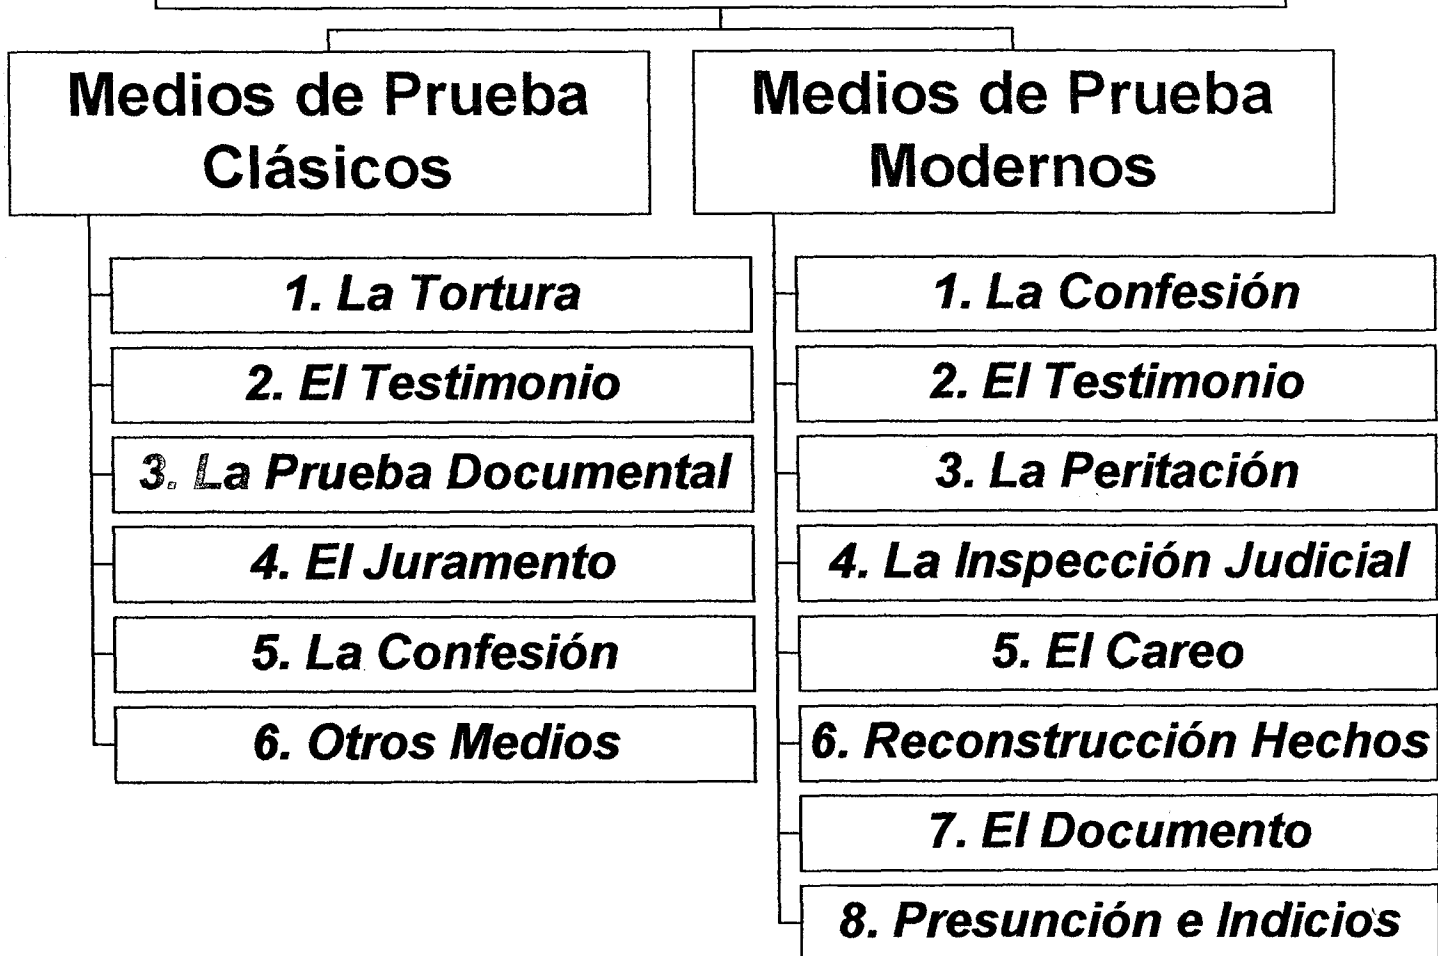 Medios de Prueba
Clásicos
1. La Tortura
2. El Testimonio
3. La Prueba Documental
4. El Juramento
5. La Confesión
6. Otros Medios
Medios de Prueba
Modernos
1. La Confesión
2. El Testimonio
3. La Peritación
4. La Inspección Judicial
5. El Careo
6. Reconstrucción Hechos
7. El Documento
8. Presunción e Indicios